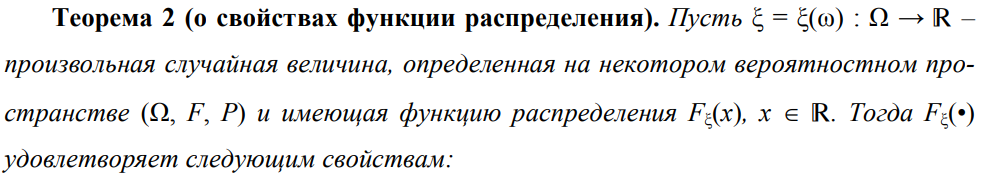 Теорема 2 (о свойствах функции распределения). Пусть ξ = ξ(ω) : Ω → ℝ –
произвольная случайная величина, определенная на некотором вероятностном про-
странстве (Ω, F, P) и имеющая функцию распределения Fξ(x), x ∈ ℝ. Тогда Fξ(•)
удовлетворяет следующим свойствам: